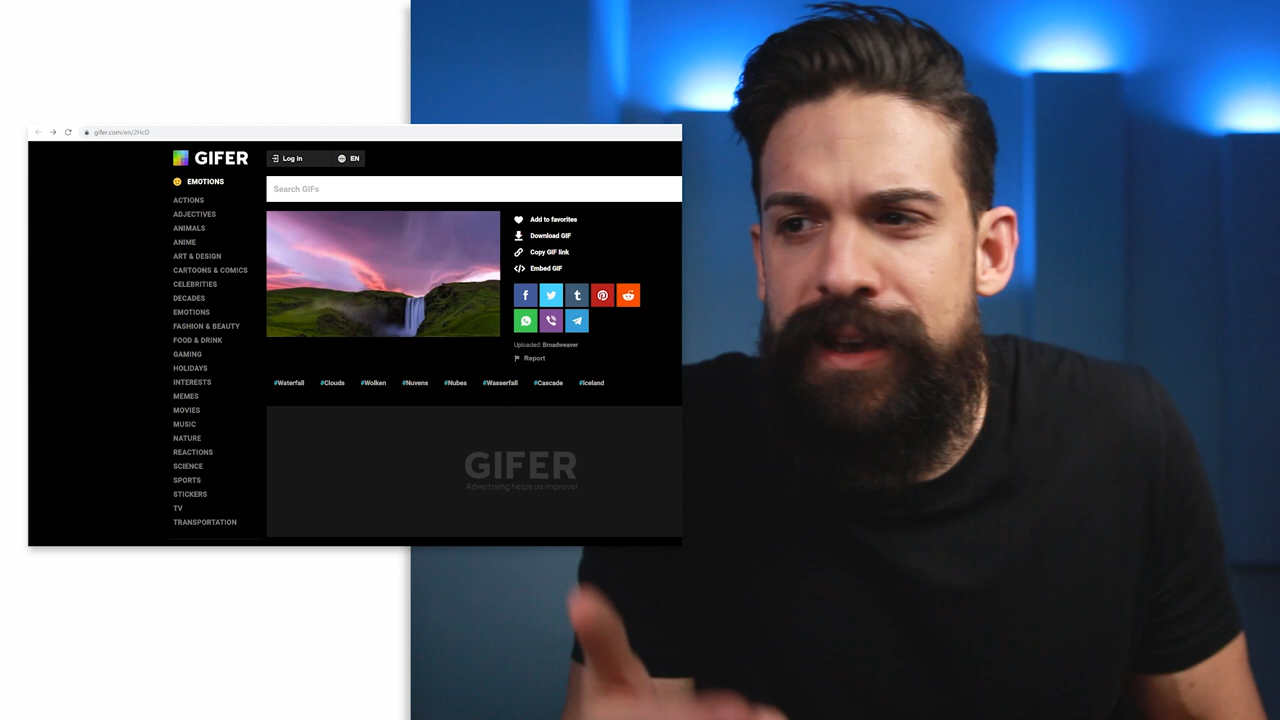 gifer.com/en/2HcD
GIFER
Log in
EN
EMOTIONS
Search GIFs
ACTIONS
ADJECTIVES
ANIMALS
ANIME
ART & DESIGN
CARTOONS & COMICS
CELEBRITIES
DECADES
EMOTIONS
FASHION & BEAUTY
FOOD & DRINK
GAMING
HOLIDAYS
INTERESTS
MEMES
MOVIES
MUSIC
NATURE
REACTIONS
SCIENCE
SPORTS
STICKERS
TV
TRANSPORTATION
Add to favorites
Download GIF
Copy GIF link
Embed GIF
Uploaded: Broadweaver
Report
#Waterfall #Clouds #Wolken #Nuvens #Nubes #Wasserfall #Cascade #Iceland
GIFER
Advertising helps us improve!